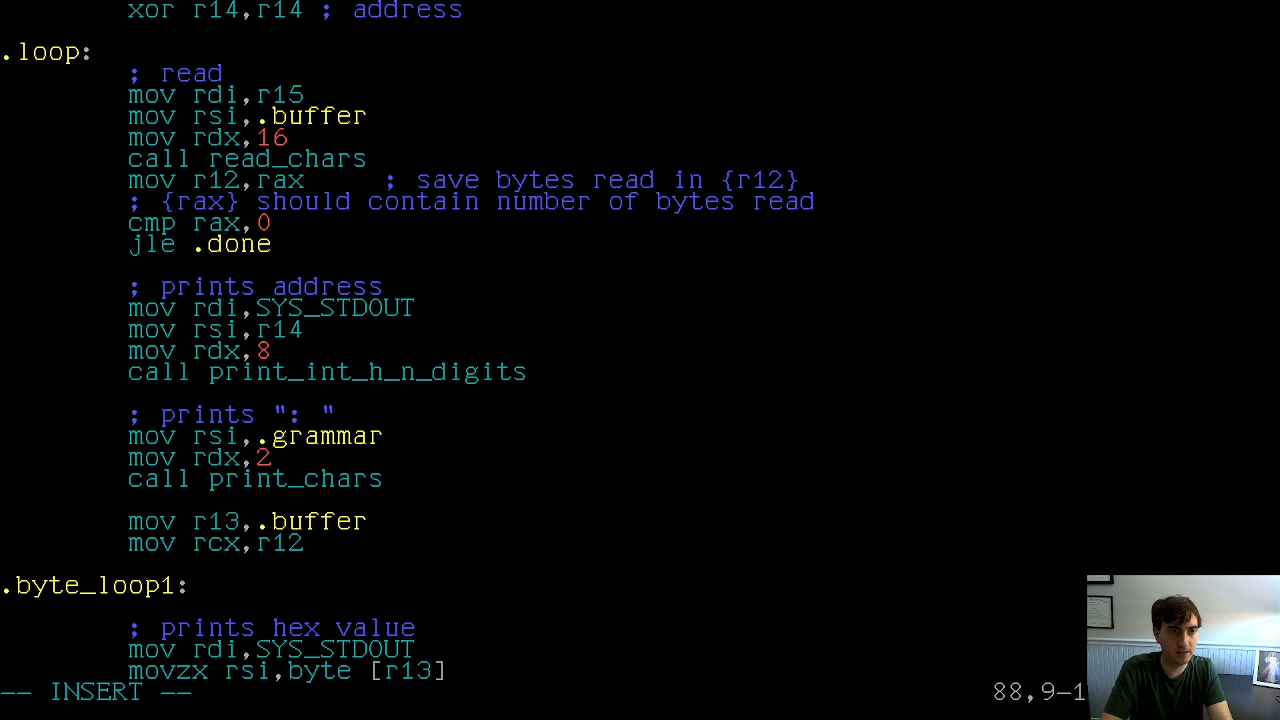 xor r14,r14 ; address
.loop:
; read
mov rdi,r15
mov rsi,.buffer
mov rdx,16
call read_chars
mov r12,rax ; save bytes read in {r12}
; {rax} should contain number of bytes read
cmp rax,0
jle .done
; prints address
mov rdi,SYS_STDOUT
mov rsi,r14
mov rdx,8
call print_int_h_n_digits
; prints ": "
mov rsi,.grammar
mov rdx,2
call print_chars
mov r13,.buffer
mov rcx,r12
.byte_loop1:
; prints hex value
mov rdi,SYS_STDOUT
movzx rsi,byte [r13]
-- INSERT -- 88,9-1